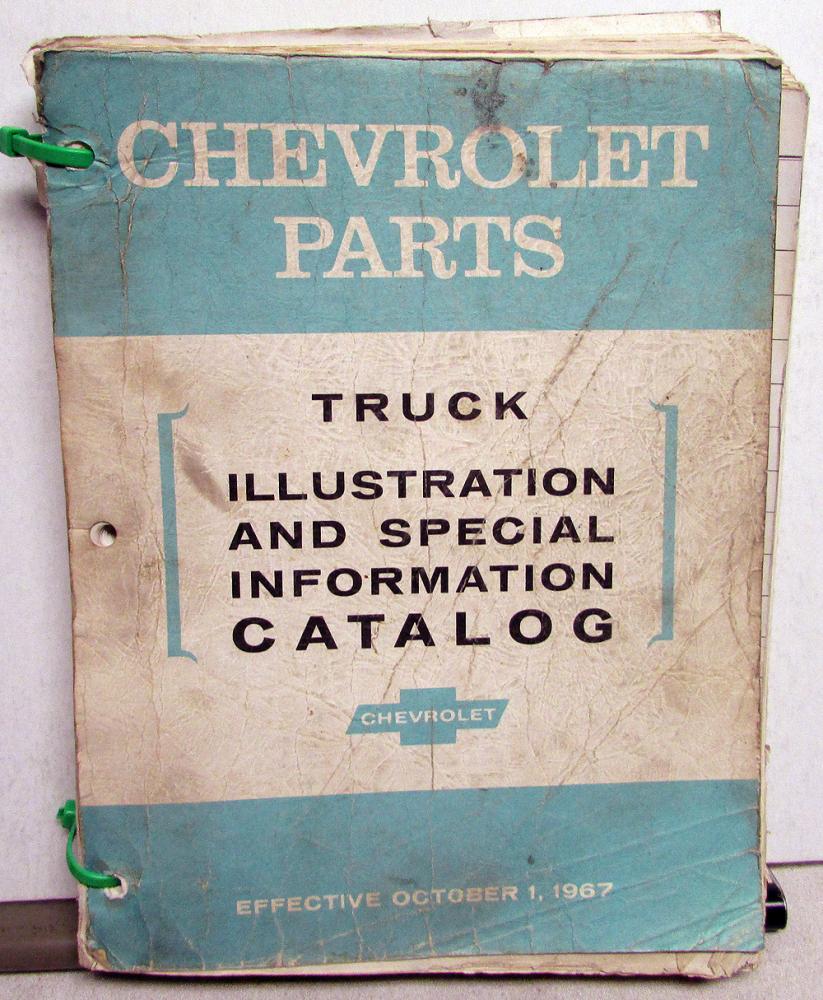 CHEVROLET
PARTS
TRUCK
ILLUSTRATION
AND SPECIAL
INFORMATION
CATALOG
CHEVROLET
EFFECTIVE OCTOBER 1, 1967